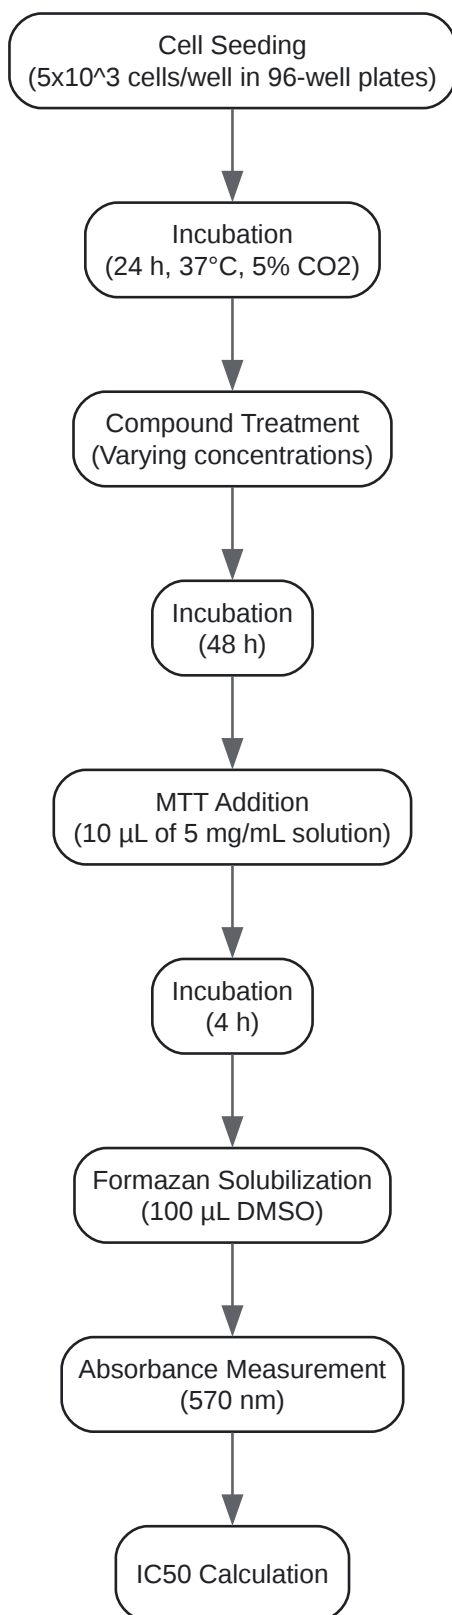 Cell Seeding
(5x10^3 cells/well in 96-well plates)
Incubation
(24 h, 37°C, 5% CO2)
Compound Treatment
(Varying concentrations)
Incubation
(48 h)
MTT Addition
(10 µL of 5 mg/mL solution)
Incubation
(4 h)
Formazan Solubilization
(100 µL DMSO)
Absorbance Measurement
(570 nm)
IC50 Calculation